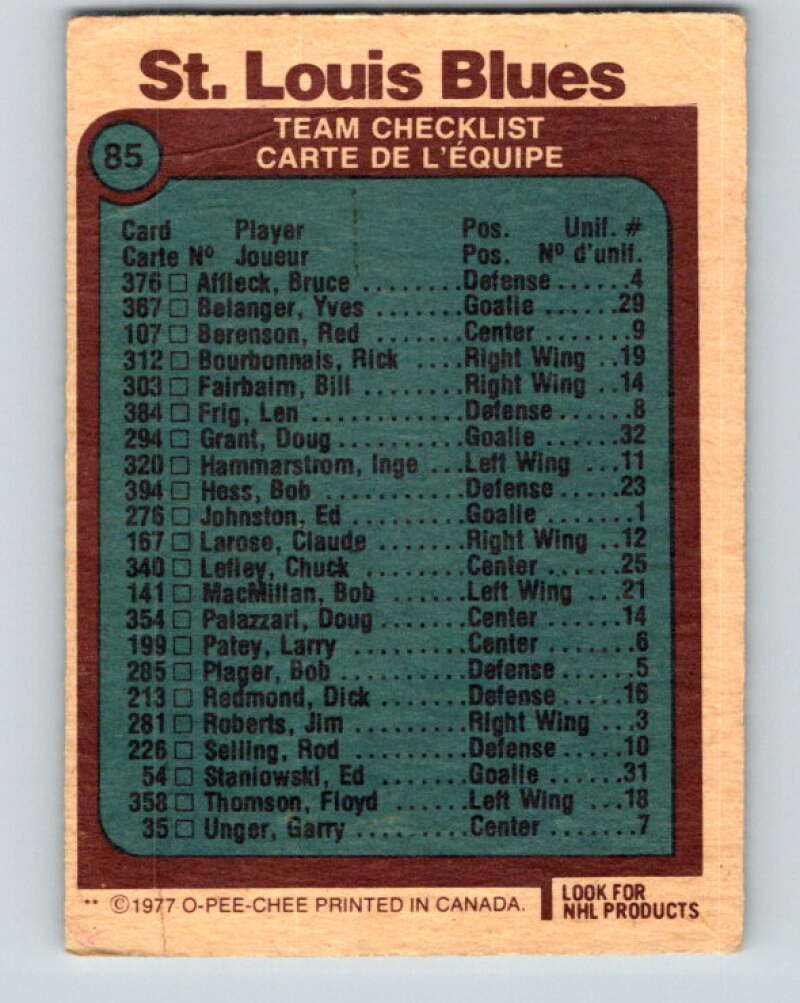 St. Louis Blues
85
TEAM CHECKLIST
CARTE DE L'ÉQUIPE
Card Player Pos. Unif. #
Carte Nº Joueur Pos. Nº d'unif.
376 □ Affleck, Bruce ........Defense......4
367 □ Belanger, Yves .......Goalie .......29
107 □ Berenson, Red ........Center ........9
312 □ Bourbonnais, Rick ....Right Wing ..19
303 □ Fairbairn, Bill ........Right Wing ..14
384 □ Frig, Len .............Defense......8
294 □ Grant, Doug...........Goalie .......32
320 □ Hammarstrom, Inge ...Left Wing ...11
394 □ Hess, Bob ............Defense.....23
276 □ Johnston, Ed ..........Goalie ........1
167 □ Larose, Claude ........Right Wing ..12
340 □ Lefley, Chuck .........Center .......25
141 □ MacMillan, Bob .......Left Wing ...21
354 □ Palazzari, Doug........Center .......14
199 □ Patey, Larry ..........Center ........6
285 □ Plager, Bob ...........Defense......5
213 □ Redmond, Dick ........Defense.....16
281 □ Roberts, Jim ..........Right Wing ...3
226 □ Seiling, Rod ..........Defense.....10
54 □ Staniowski, Ed ........Goalie .......31
358 □ Thomson, Floyd ......Left Wing ...18
35 □ Unger, Garry ..........Center ........7
** ©1977 O-PEE-CHEE PRINTED IN CANADA.
LOOK FOR
NHL PRODUCTS